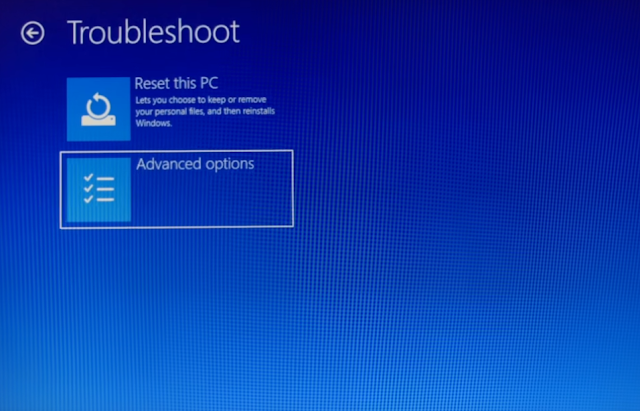 Troubleshoot
Reset this PC
Lets you choose to keep or remove
your personal files, and then reinstalls
Windows.
Advanced options